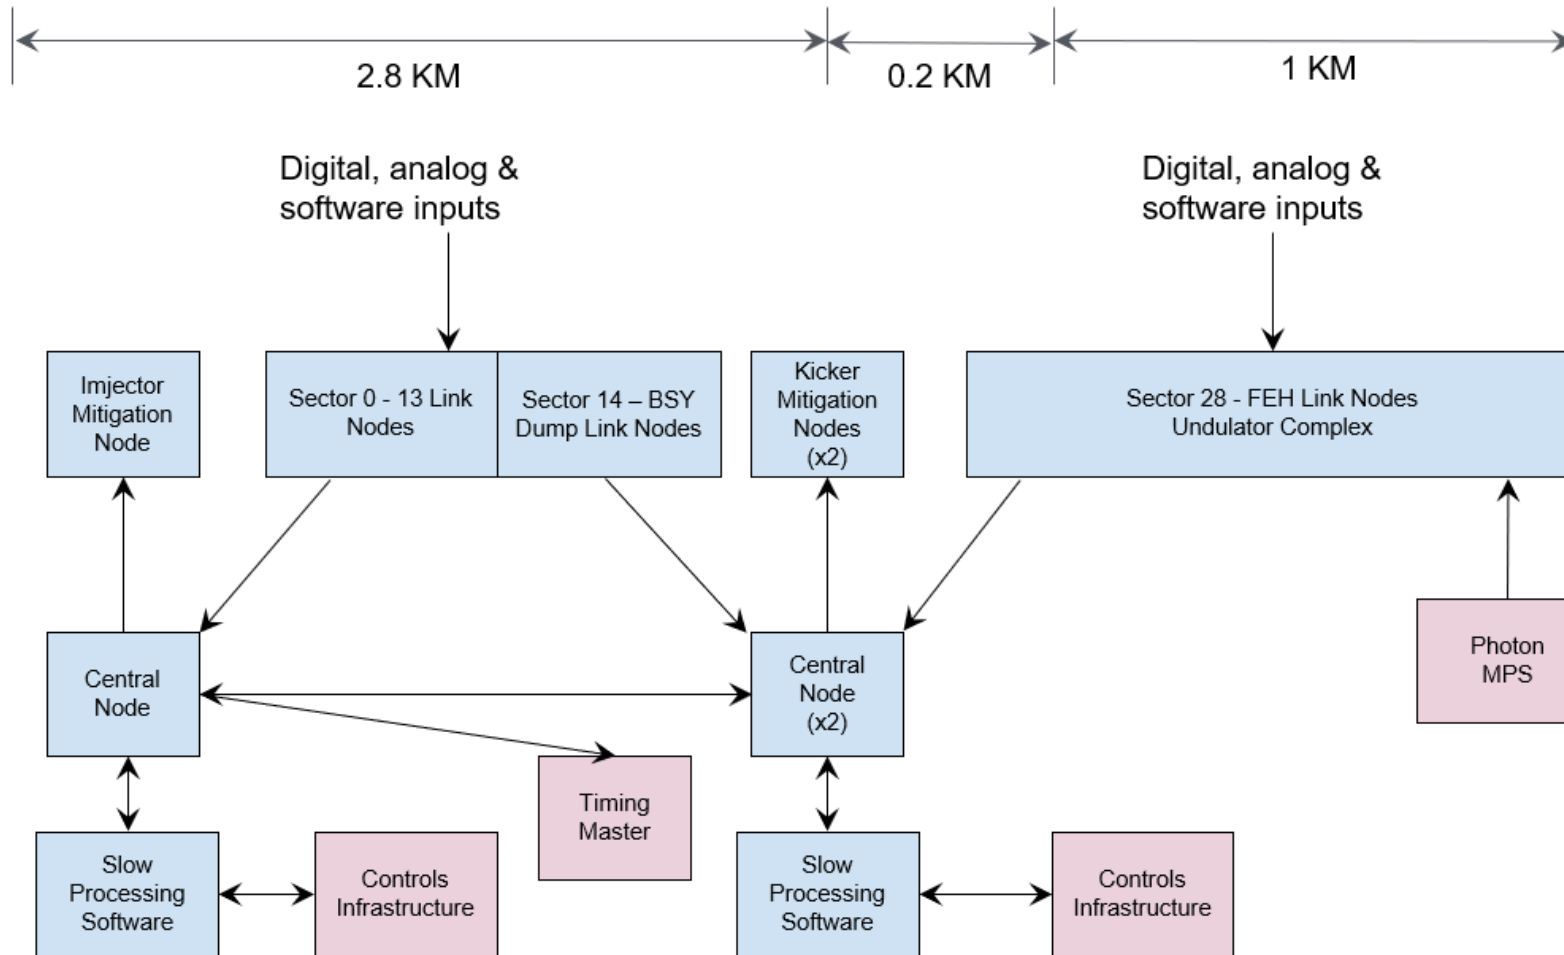 2.8 KM
0.2 KM
1 KM
Digital, analog &
software inputs
Digital, analog &
software inputs
Imjector
Mitigation
Node
Sector 0 - 13 Link
Nodes
Sector 14 – BSY
Dump Link Nodes
Kicker
Mitigation
Nodes
(x2)
Sector 28 - FEH Link Nodes
Undulator Complex
Central
Node
Central
Node
(x2)
Photon
MPS
Timing
Master
Slow
Processing
Software
Controls
Infrastructure
Slow
Processing
Software
Controls
Infrastructure